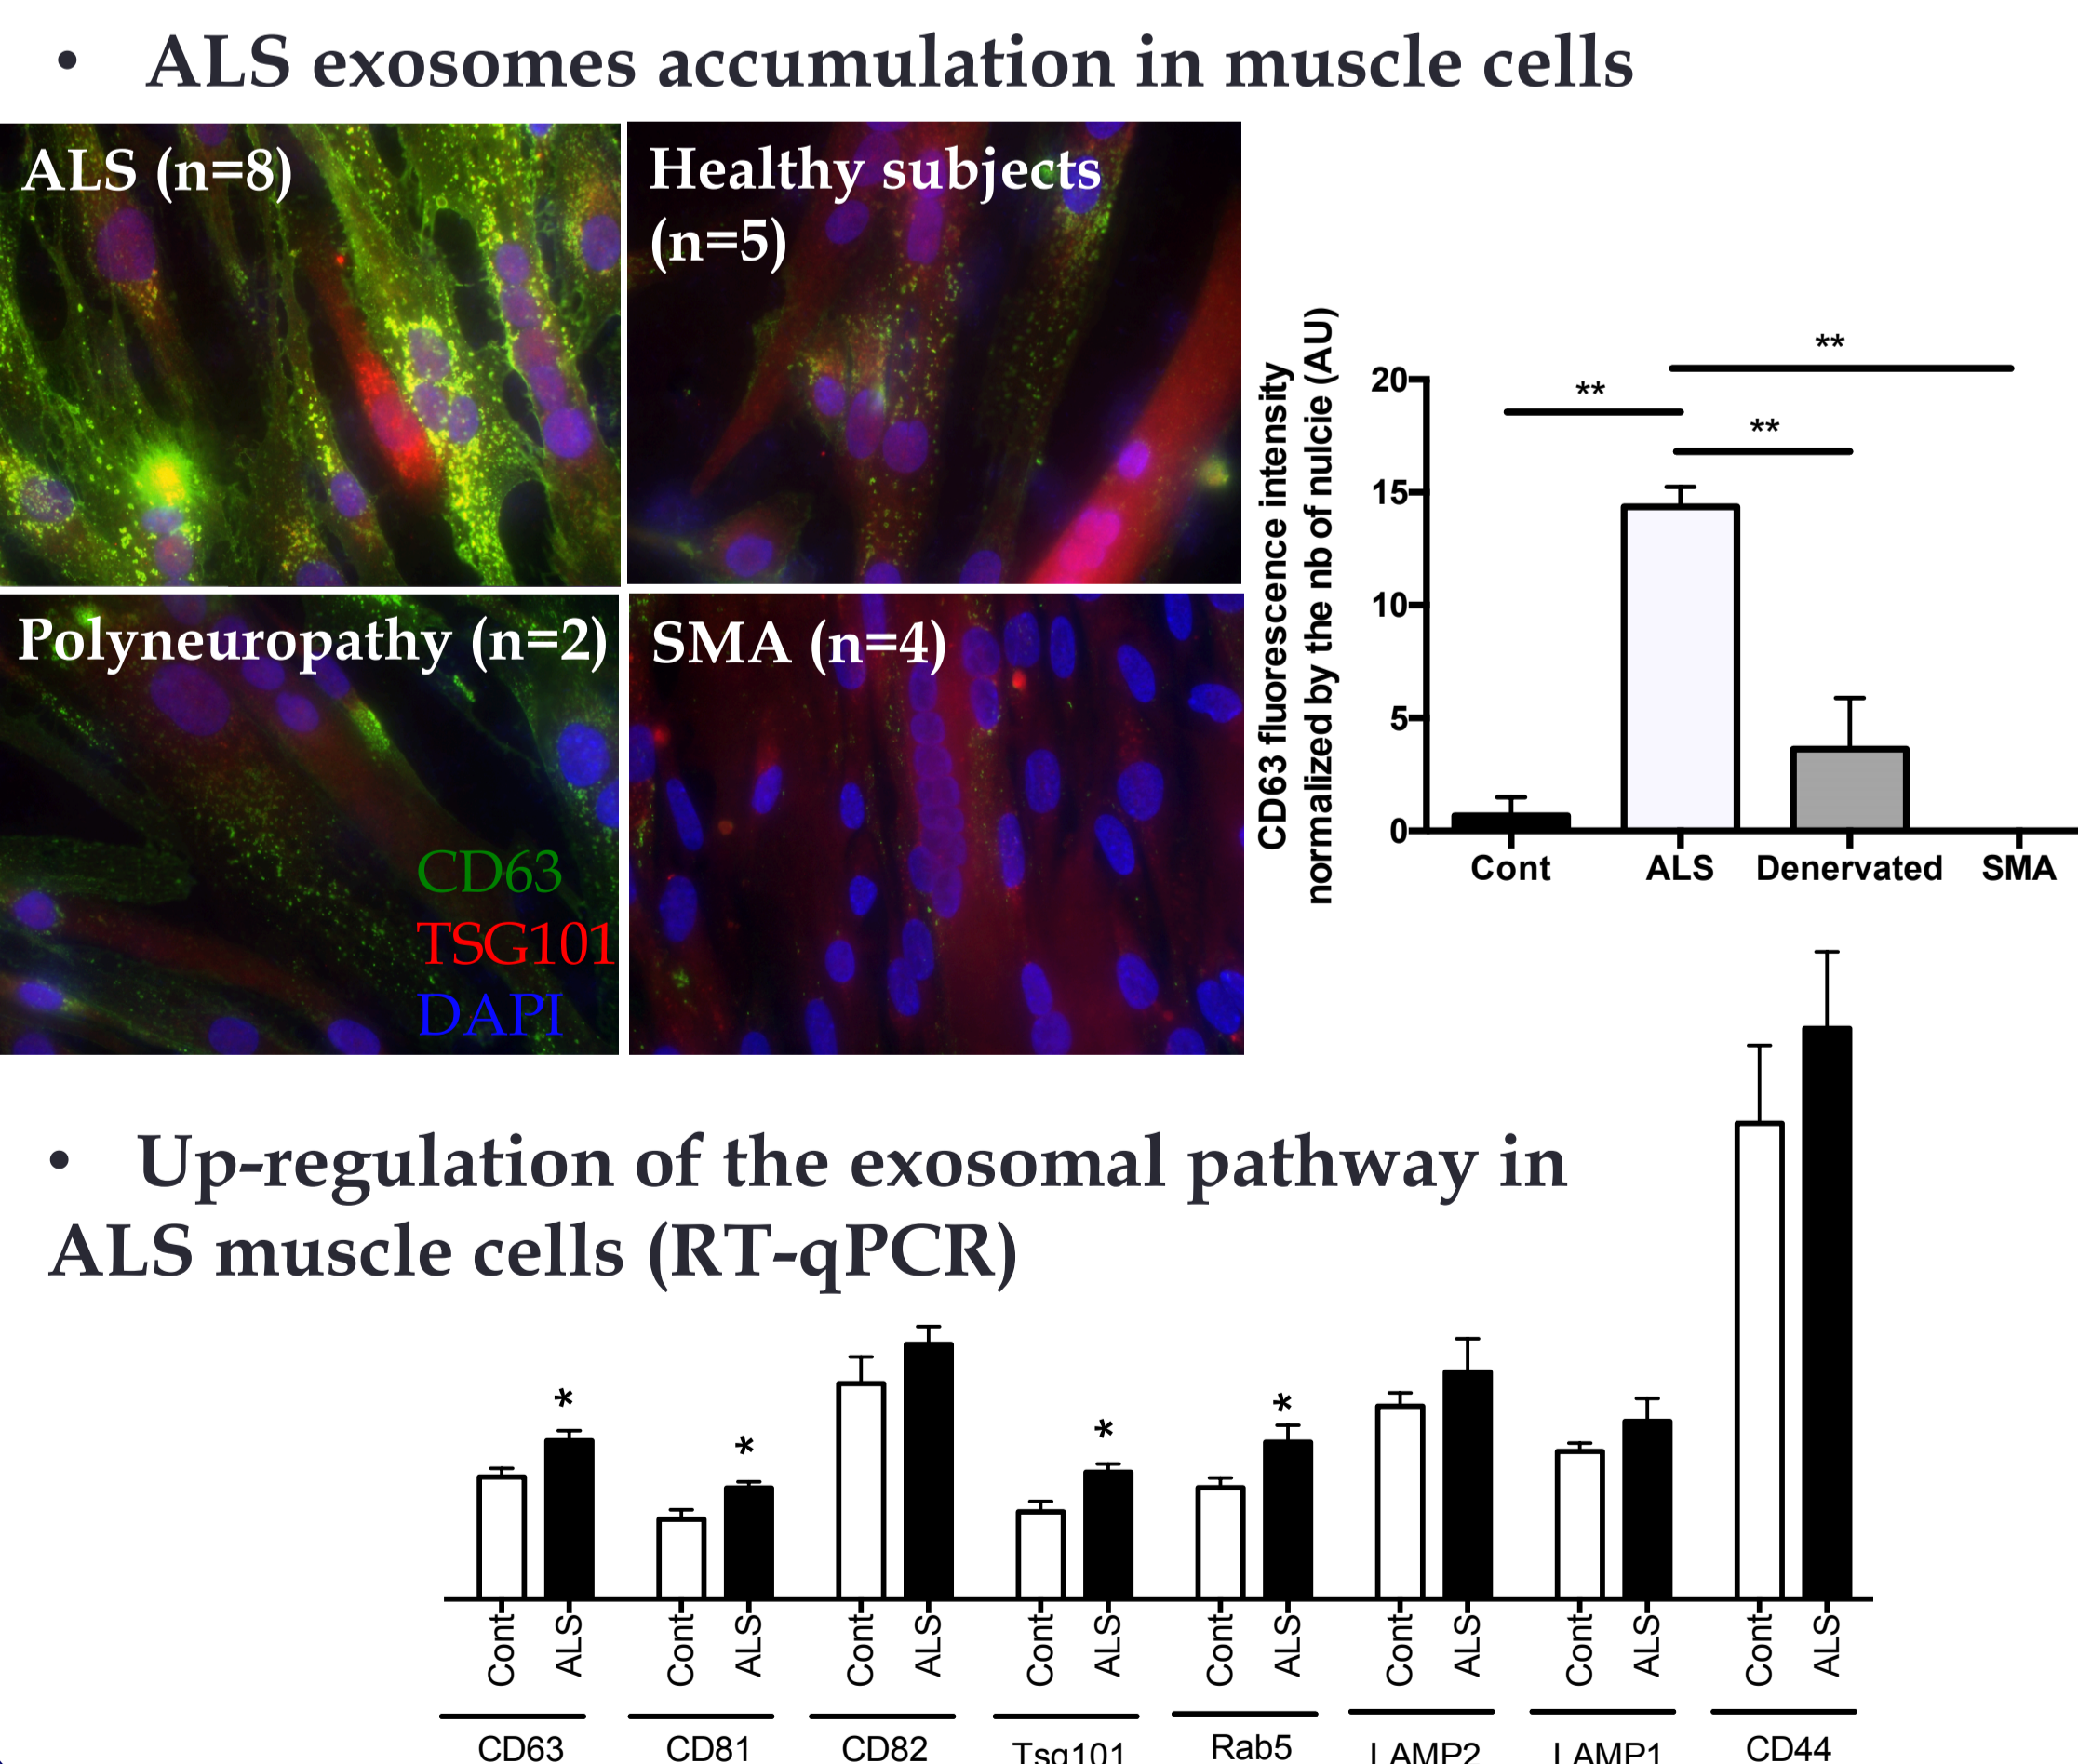 • ALS exosomes accumulation in muscle cells
ALS (n=8)
Healthy subjects
(n=5)
Polyneuropathy (n=2)
CD63
TSG101
DAPI
SMA (n=4)
CD63 fluorescence intensity
normalized by the nb of nulcie (AU)
20
15
10
5
0
**
**
**
Cont ALS Denervated SMA
• Up-regulation of the exosomal pathway in
ALS muscle cells (RT-qPCR)
* * * *
Cont ALS Cont ALS Cont ALS Cont ALS Cont ALS Cont ALS Cont ALS Cont ALS
CD63 CD81 CD82 Tsg101 Rab5 LAMP2 LAMP1 CD44